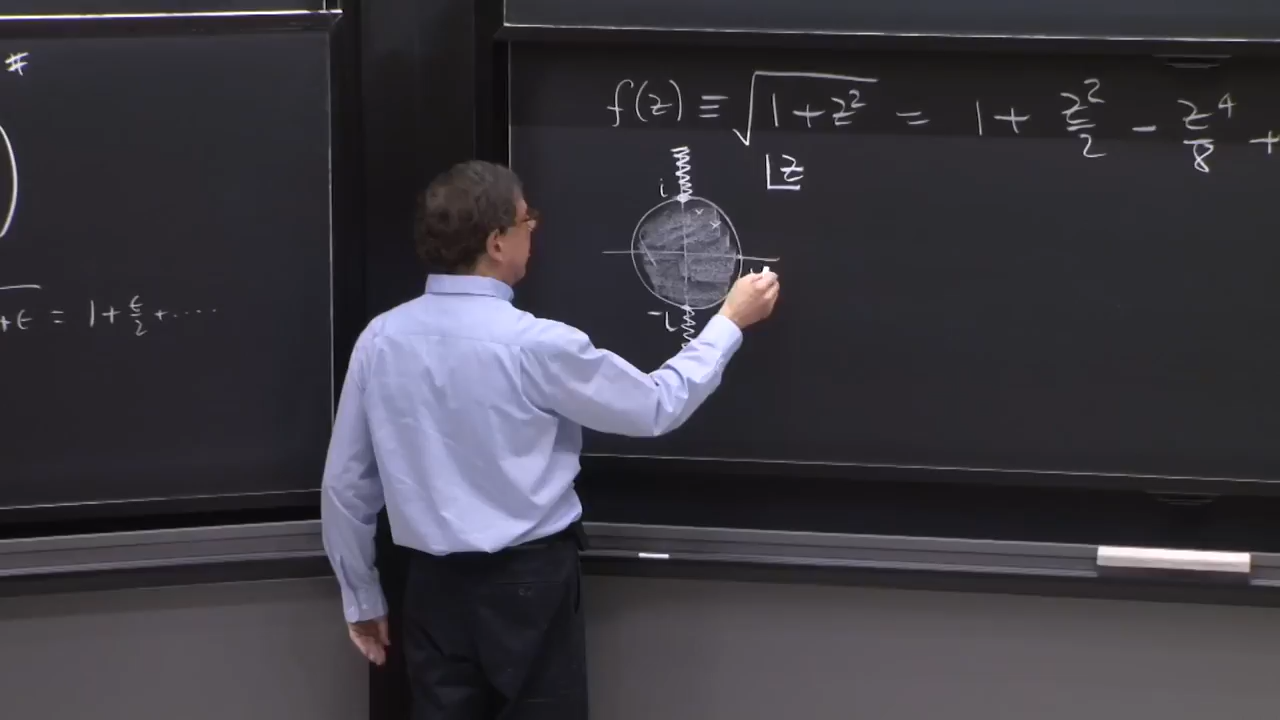 #
)
+ε = 1 + ε/2 + ....
f(z) ≡ √(1+z²) = 1 + z²/2 − z⁴/8 +
z
i
-i